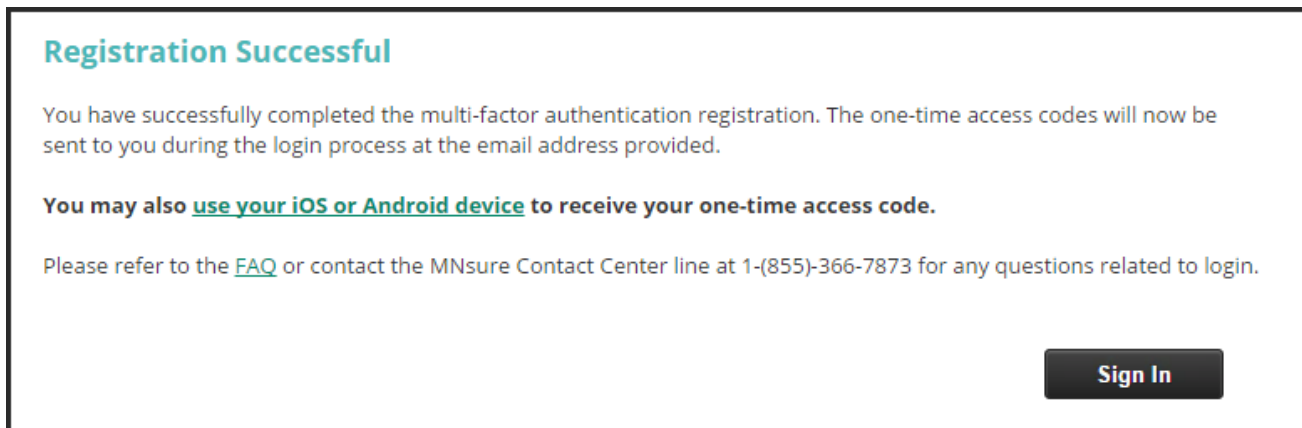 Registration Successful
You have successfully completed the multi-factor authentication registration. The one-time access codes will now be
sent to you during the login process at the email address provided.
You may also use your iOS or Android device to receive your one-time access code.
Please refer to the FAQ or contact the MNsure Contact Center line at 1-(855)-366-7873 for any questions related to login.
Sign In